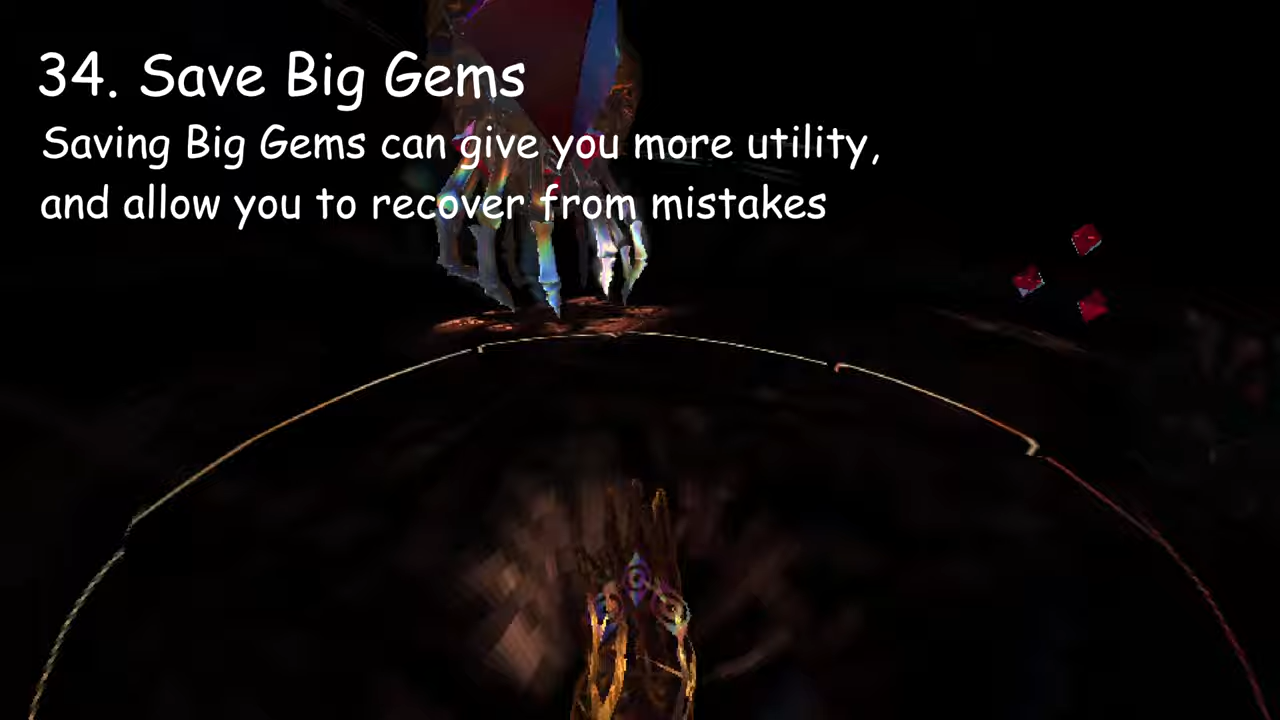 34. Save Big Gems
Saving Big Gems can give you more utility,
and allow you to recover from mistakes